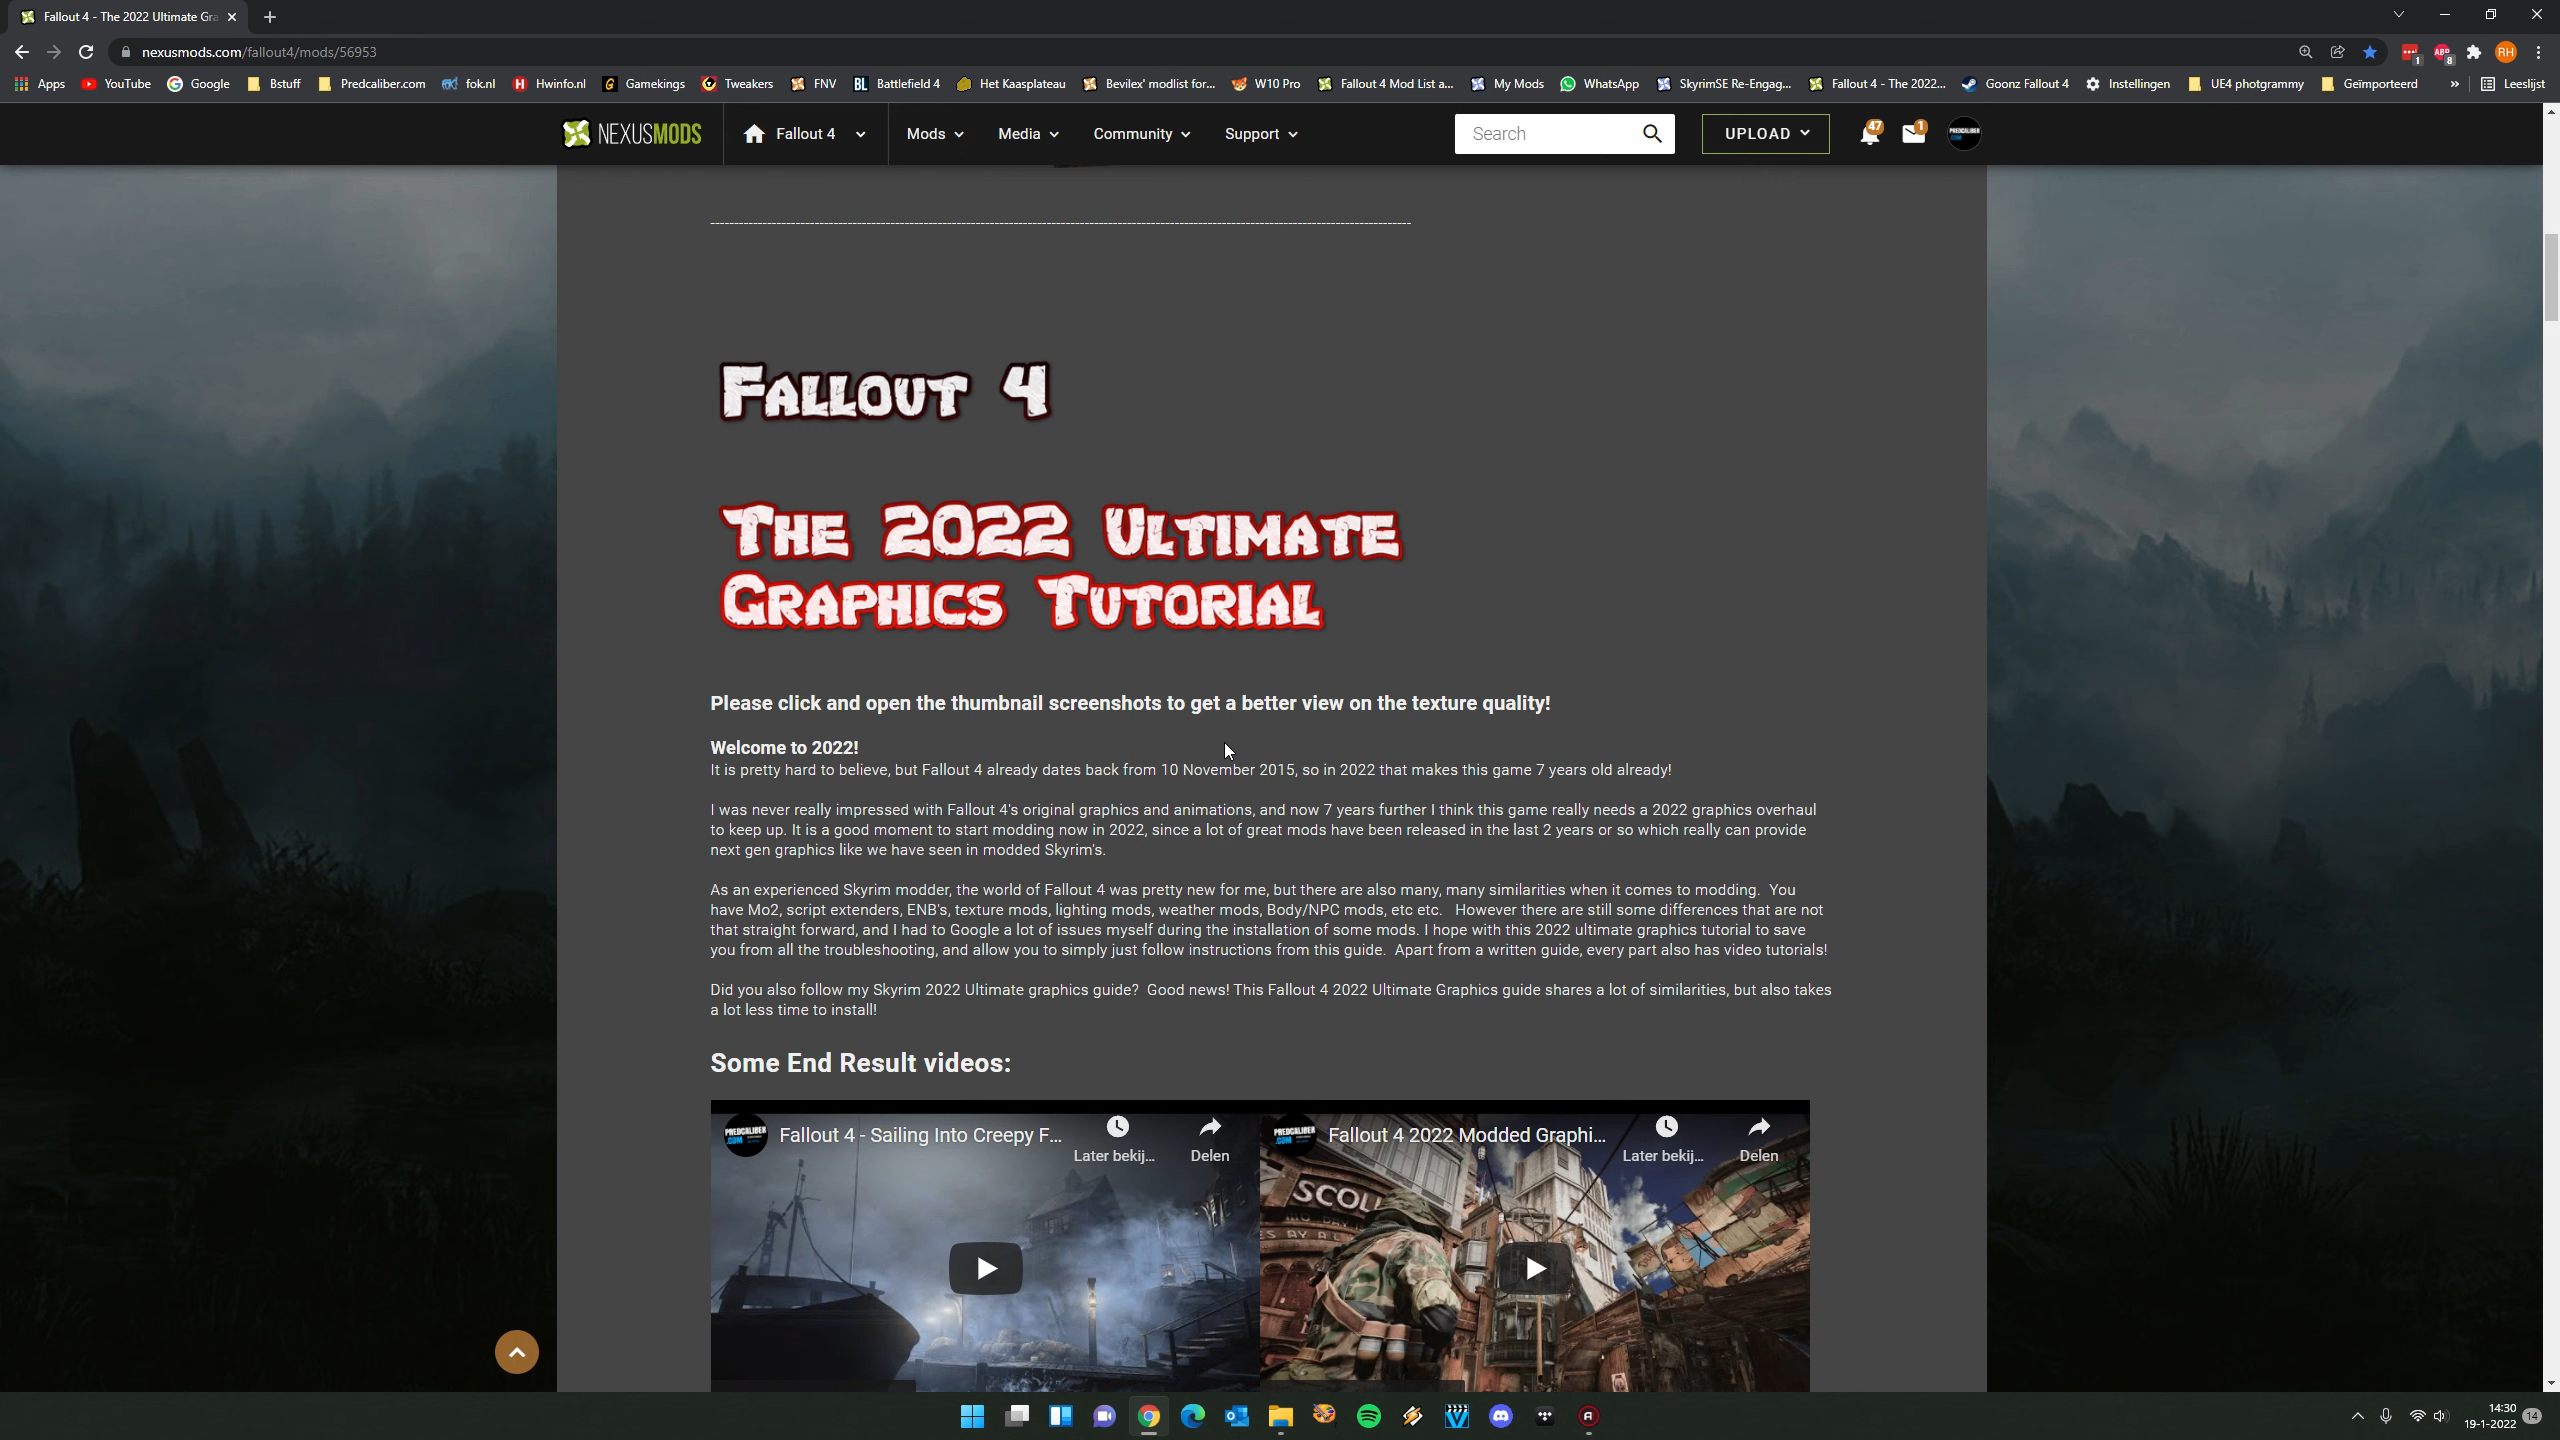 Fallout 4 - The 2022 Ultimate Gra
nexusmods.com/fallout4/mods/56953
1
ABP
8
RH
Apps
YouTube
Google
Bstuff
Predcaliber.com
fok.nl
Hwinfo.nl
Gamekings
Tweakers
FNV
BL
Battlefield 4
Het Kaasplateau
Bevilex' modlist for...
W10 Pro
Fallout 4 Mod List a...
My Mods
WhatsApp
SkyrimSE Re-Engag...
Fallout 4 - The 2022...
Goonz Fallout 4
Instellingen
UE4 photgrammy
Geïmporteerd
»
Leeslijst
NEXUSMODS
Fallout 4
Mods
Media
Community
Support
Search
UPLOAD
47
1
PREDCALIBER
.COM
Fallout 4
The 2022 Ultimate
Graphics Tutorial
Please click and open the thumbnail screenshots to get a better view on the texture quality!
Welcome to 2022!
It is pretty hard to believe, but Fallout 4 already dates back from 10 November 2015, so in 2022 that makes this game 7 years old already!
I was never really impressed with Fallout 4's original graphics and animations, and now 7 years further I think this game really needs a 2022 graphics overhaul
to keep up. It is a good moment to start modding now in 2022, since a lot of great mods have been released in the last 2 years or so which really can provide
next gen graphics like we have seen in modded Skyrim's.
As an experienced Skyrim modder, the world of Fallout 4 was pretty new for me, but there are also many, many similarities when it comes to modding. You
have Mo2, script extenders, ENB's, texture mods, lighting mods, weather mods, Body/NPC mods, etc etc. However there are still some differences that are not
that straight forward, and I had to Google a lot of issues myself during the installation of some mods. I hope with this 2022 ultimate graphics tutorial to save
you from all the troubleshooting, and allow you to simply just follow instructions from this guide. Apart from a written guide, every part also has video tutorials!
Did you also follow my Skyrim 2022 Ultimate graphics guide? Good news! This Fallout 4 2022 Ultimate Graphics guide shares a lot of similarities, but also takes
a lot less time to install!
Some End Result videos:
PREDCALIBER
.COM
Fallout 4 - Sailing Into Creepy F...
Later bekij...
Delen
PREDCALIBER
.COM
Fallout 4 2022 Modded Graphi...
Later bekij...
Delen
SCOLL
14:30
19-1-2022
14